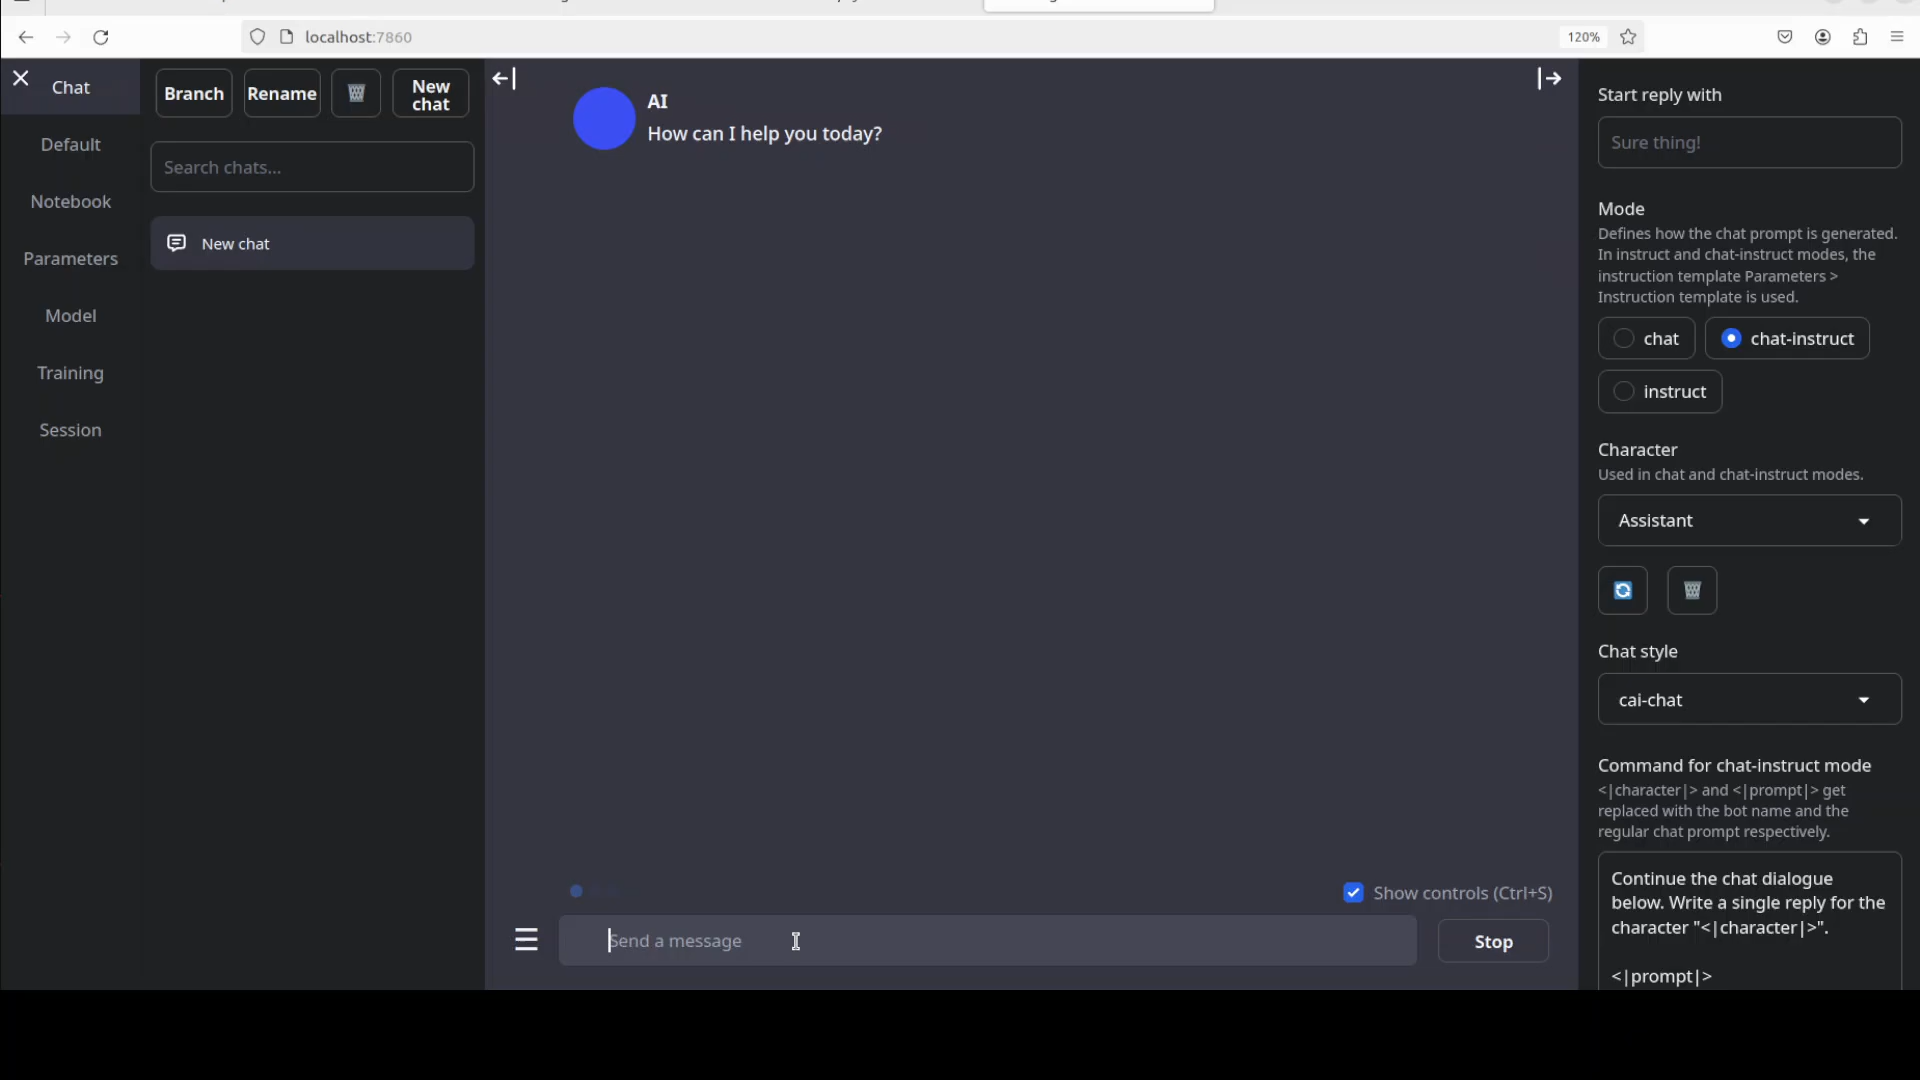 localhost:7860
120%
Chat
Default
Notebook
Parameters
Model
Training
Session
Branch
Rename
New chat
Search chats...
New chat
AI
How can I help you today?
Show controls (Ctrl+S)
Send a message
Stop
Start reply with
Sure thing!
Mode
Defines how the chat prompt is generated.
In instruct and chat-instruct modes, the
instruction template Parameters >
Instruction template is used.
chat
chat-instruct
instruct
Character
Used in chat and chat-instruct modes.
Assistant
Chat style
cai-chat
Command for chat-instruct mode
<|character|> and <|prompt|> get
replaced with the bot name and the
regular chat prompt respectively.
Continue the chat dialogue
below. Write a single reply for the
character "<|character|>".
<|prompt|>